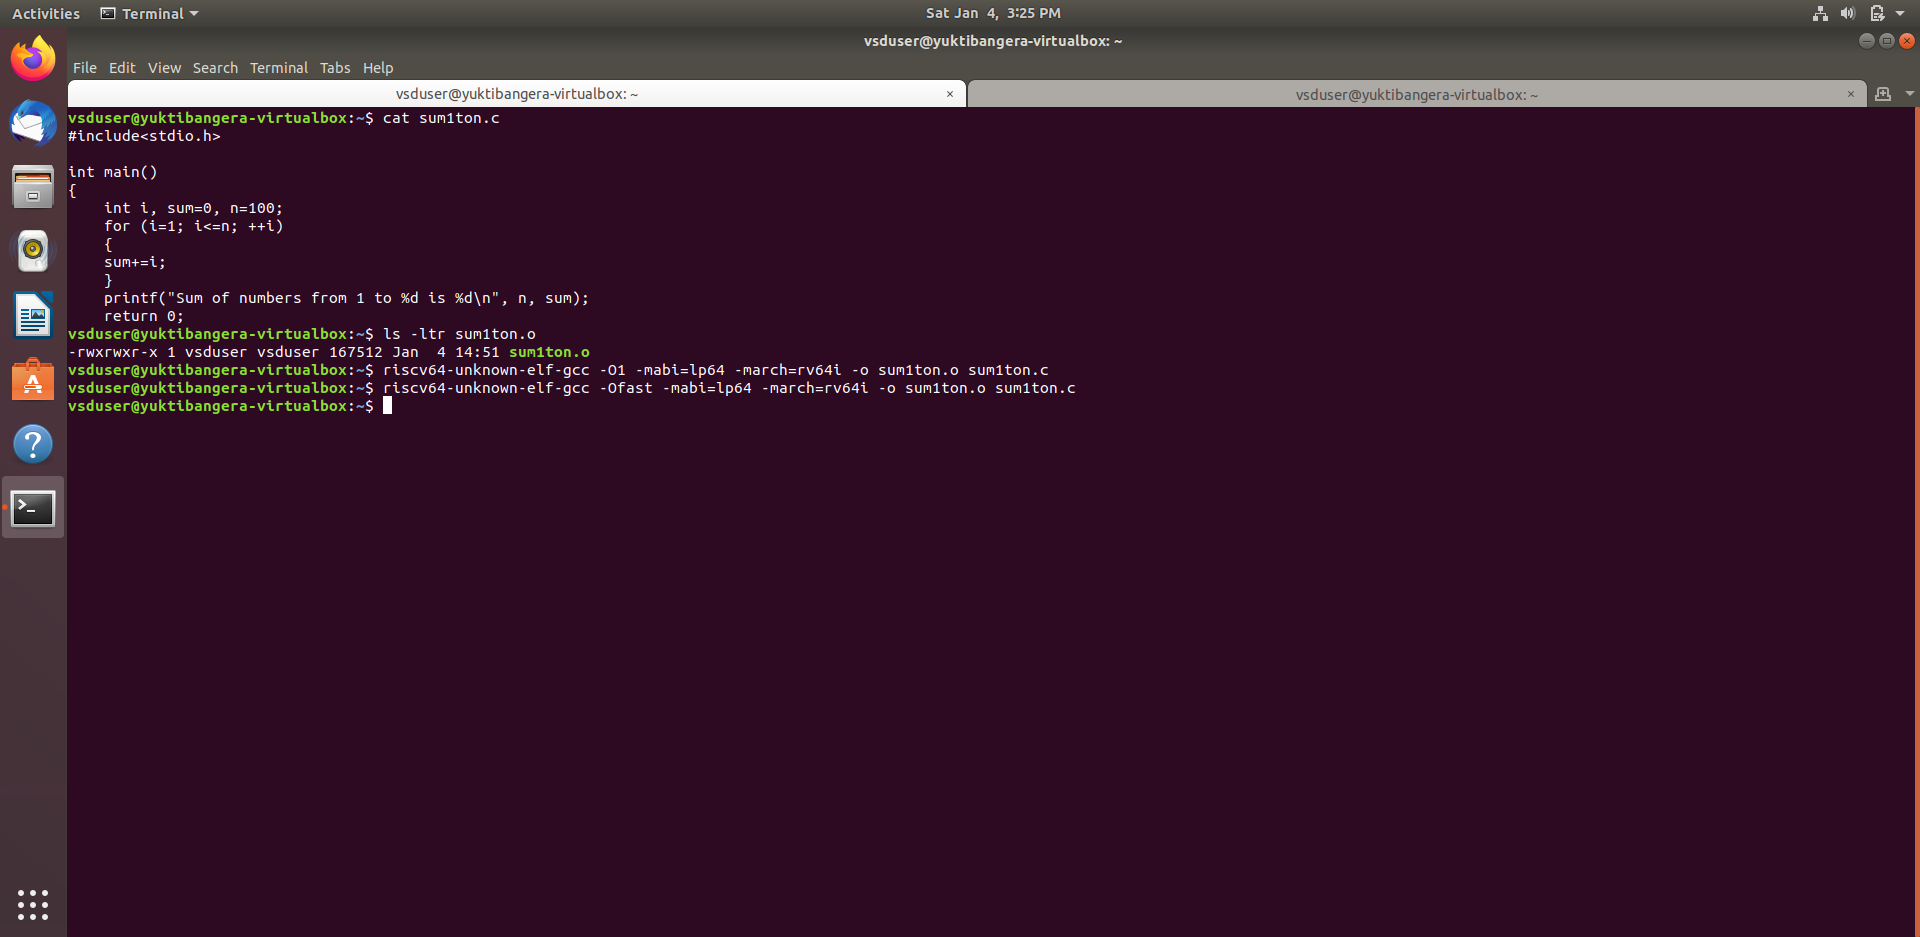 Activities Terminal Sat Jan 4, 3:25 PM
vsduser@yuktibangera-virtualbox: ~
File Edit View Search Terminal Tabs Help
vsduser@yuktibangera-virtualbox: ~ × vsduser@yuktibangera-virtualbox: ~ ×
vsduser@yuktibangera-virtualbox:~$ cat sum1ton.c
#include<stdio.h>

int main()
{
    int i, sum=0, n=100;
    for (i=1; i<=n; ++i)
    {
    sum+=i;
    }
    printf("Sum of numbers from 1 to %d is %d\n", n, sum);
    return 0;
vsduser@yuktibangera-virtualbox:~$ ls -ltr sum1ton.o
-rwxrwxr-x 1 vsduser vsduser 167512 Jan  4 14:51 sum1ton.o
vsduser@yuktibangera-virtualbox:~$ riscv64-unknown-elf-gcc -O1 -mabi=lp64 -march=rv64i -o sum1ton.o sum1ton.c
vsduser@yuktibangera-virtualbox:~$ riscv64-unknown-elf-gcc -Ofast -mabi=lp64 -march=rv64i -o sum1ton.o sum1ton.c
vsduser@yuktibangera-virtualbox:~$